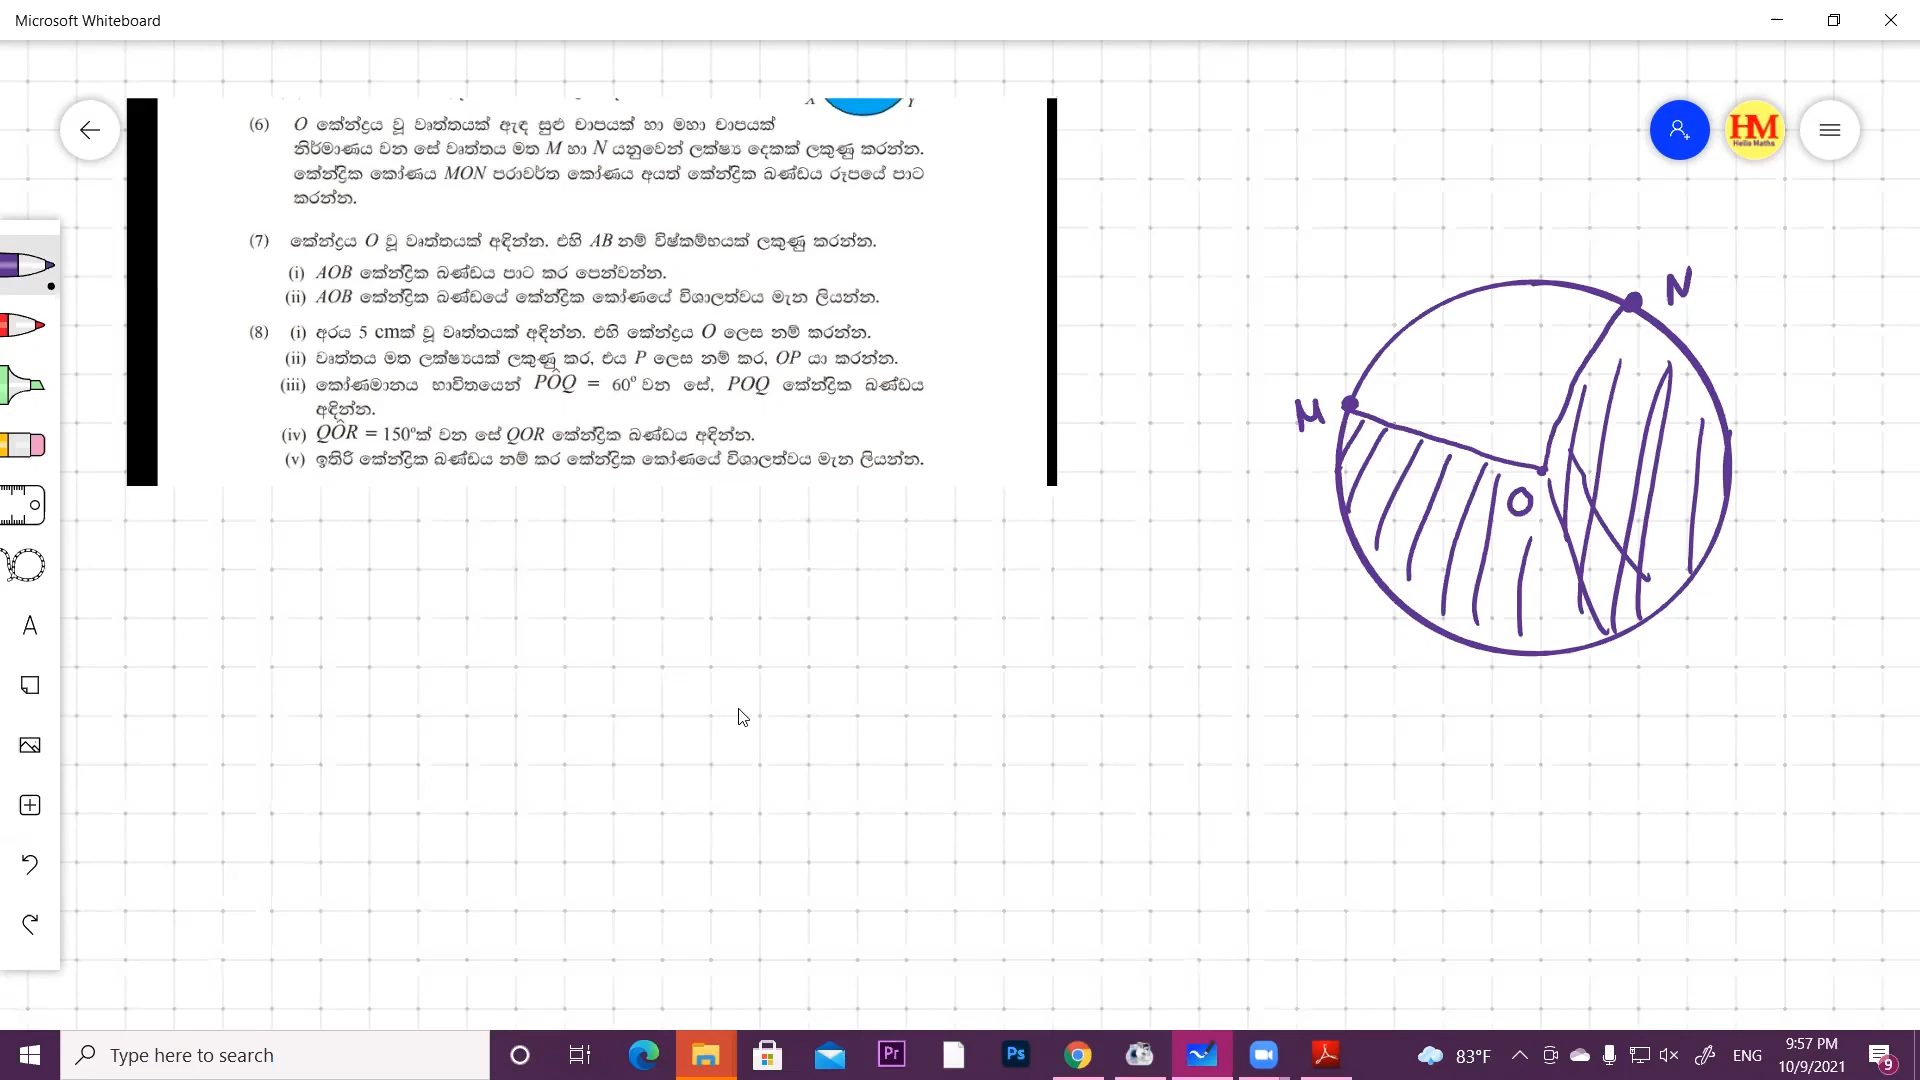 Microsoft Whiteboard
X Y
(6) O කේන්ද්‍රය වූ වෘත්තයක් ඇඳ සුළු චාපයක් හා මහා චාපයක්
නිර්මාණය වන සේ වෘත්තය මත M හා N යනුවෙන් ලක්ෂ්‍ය දෙකක් ලකුණු කරන්න.
කේන්ද්‍රික කෝණය MON පරාවර්ත කෝණය අයත් කේන්ද්‍රික ඛණ්ඩය රූපයේ පාට
කරන්න.
(7) කේන්ද්‍රය O වූ වෘත්තයක් අඳින්න. එහි AB නම් විෂ්කම්භයක් ලකුණු කරන්න.
(i) AOB කේන්ද්‍රික ඛණ්ඩය පාට කර පෙන්වන්න.
(ii) AOB කේන්ද්‍රික ඛණ්ඩයේ කේන්ද්‍රික කෝණයේ විශාලත්වය මැන ලියන්න.
(8) (i) අරය 5 cmක් වූ වෘත්තයක් අඳින්න. එහි කේන්ද්‍රය O ලෙස නම් කරන්න.
(ii) වෘත්තය මත ලක්ෂ්‍යයක් ලකුණු කර, එය P ලෙස නම් කර, OP යා කරන්න.
(iii) කෝණමානය භාවිතයෙන් PÔQ = 60° වන සේ, POQ කේන්ද්‍රික ඛණ්ඩය
අඳින්න.
(iv) QÔR = 150°ක් වන සේ QOR කේන්ද්‍රික ඛණ්ඩය අඳින්න.
(v) ඉතිරි කේන්ද්‍රික ඛණ්ඩය නම් කර කේන්ද්‍රික කෝණයේ විශාලත්වය මැන ලියන්න.
HM
Hello Maths
N
M
O
A
Type here to search
Pr
Ps
83°F
ENG
9:57 PM
10/9/2021
9